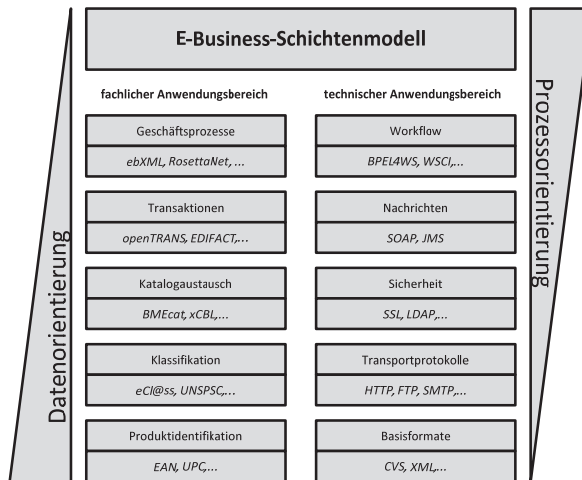 E-Business-Schichtenmodell
fachlicher Anwendungsbereich
technischer Anwendungsbereich
Geschäftsprozesse
ebXML, RosettaNet, ...
Workflow
BPEL4WS, WSCI,...
Transaktionen
openTRANS, EDIFACT,...
Nachrichten
SOAP, JMS
Katalogaustausch
BMEcat, xCBL,...
Sicherheit
SSL, LDAP,...
Klassifikation
eCl@ss, UNSPSC,...
Transportprotokolle
HTTP, FTP, SMTP,...
Produktidentifikation
EAN, UPC,...
Basisformate
CVS, XML,...
Datenorientierung
Prozessorientierung